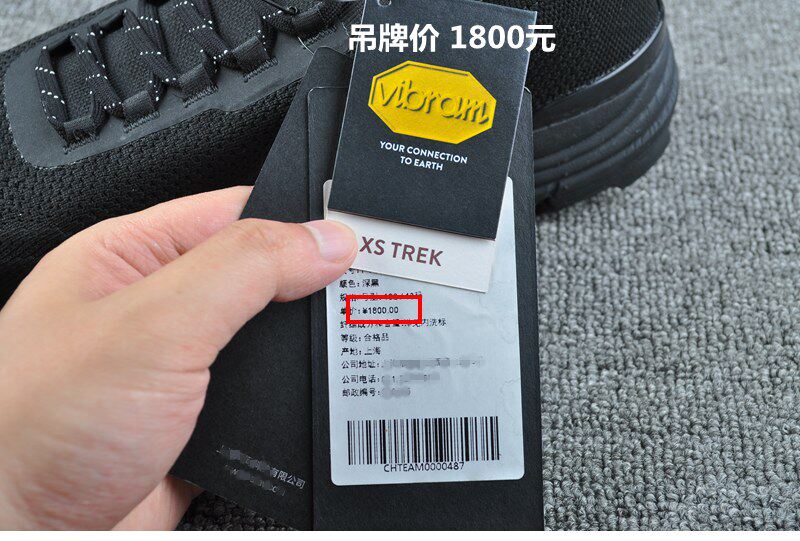 吊牌价 1800元
vibram
YOUR CONNECTION
TO EARTH
XS TREK
颜色：深黑
单价：¥1800.00
等级：合格品
产地：上海
公司地址：
公司电话：
邮政编号：
CHTEAM0000487
有限公司